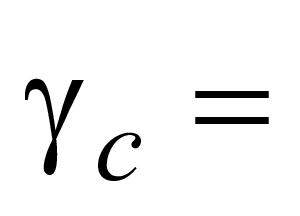 γ_c =